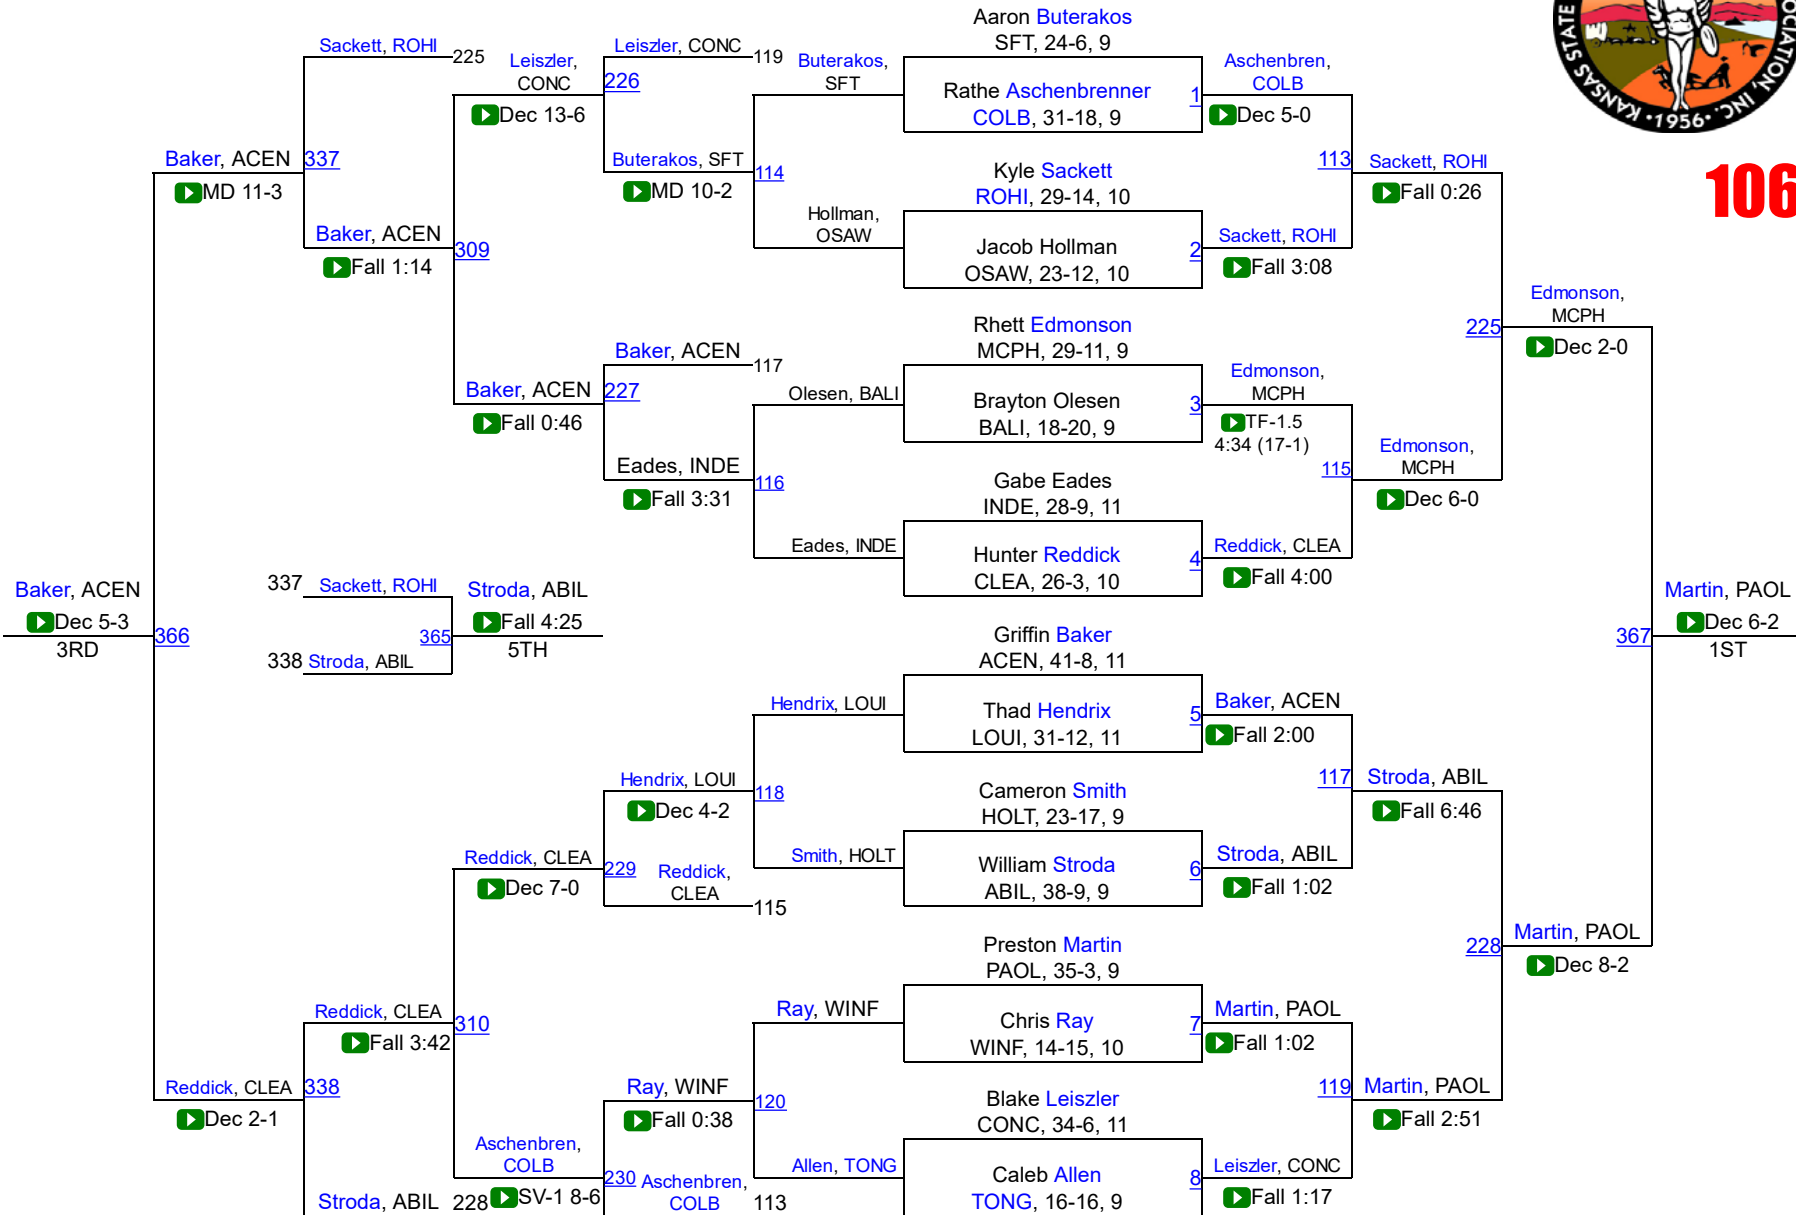 Aaron Buterakos
SFT, 24-6, 9
Sackett, ROHI
225
Leiszler,
CONC
Dec 13-6
Leiszler, CONC
119
226
Buterakos,
SFT
Rathe Aschenbrenner
COLB, 31-18, 9
1
Aschenbren,
COLB
Dec 5-0
KANSAS STATE
CIATION, INC.
•1956•
106
Baker, ACEN
MD 11-3
337
Buterakos, SFT
MD 10-2
114
Kyle Sackett
ROHI, 29-14, 10
113
Sackett, ROHI
Fall 0:26
Baker, ACEN
Fall 1:14
309
Hollman,
OSAW
Jacob Hollman
OSAW, 23-12, 10
2
Sackett, ROHI
Fall 3:08
Rhett Edmonson
MCPH, 29-11, 9
225
Edmonson,
MCPH
Dec 2-0
Baker, ACEN
117
Baker, ACEN
Fall 0:46
227
Olesen, BALI
Brayton Olesen
BALI, 18-20, 9
3
Edmonson,
MCPH
TF-1.5
4:34 (17-1)
Eades, INDE
Fall 3:31
116
Gabe Eades
INDE, 28-9, 11
115
Edmonson,
MCPH
Dec 6-0
Eades, INDE
Hunter Reddick
CLEA, 26-3, 10
4
Reddick, CLEA
Fall 4:00
Baker, ACEN
Dec 5-3
3RD
366
337
Sackett, ROHI
338
Stroda, ABIL
365
Stroda, ABIL
Fall 4:25
5TH
Griffin Baker
ACEN, 41-8, 11
367
Martin, PAOL
Dec 6-2
1ST
Hendrix, LOUI
Thad Hendrix
LOUI, 31-12, 11
5
Baker, ACEN
Fall 2:00
Hendrix, LOUI
Dec 4-2
118
Cameron Smith
HOLT, 23-17, 9
117
Stroda, ABIL
Fall 6:46
Reddick, CLEA
Dec 7-0
229
Reddick,
CLEA
115
Smith, HOLT
William Stroda
ABIL, 38-9, 9
6
Stroda, ABIL
Fall 1:02
Preston Martin
PAOL, 35-3, 9
228
Martin, PAOL
Dec 8-2
Reddick, CLEA
Fall 3:42
310
Ray, WINF
Chris Ray
WINF, 14-15, 10
7
Martin, PAOL
Fall 1:02
Reddick, CLEA
Dec 2-1
338
Ray, WINF
Fall 0:38
120
Blake Leiszler
CONC, 34-6, 11
119
Martin, PAOL
Fall 2:51
Stroda, ABIL
228
Aschenbren,
COLB
SV-1 8-6
230
Aschenbren,
COLB
113
Allen, TONG
Caleb Allen
TONG, 16-16, 9
8
Leiszler, CONC
Fall 1:17